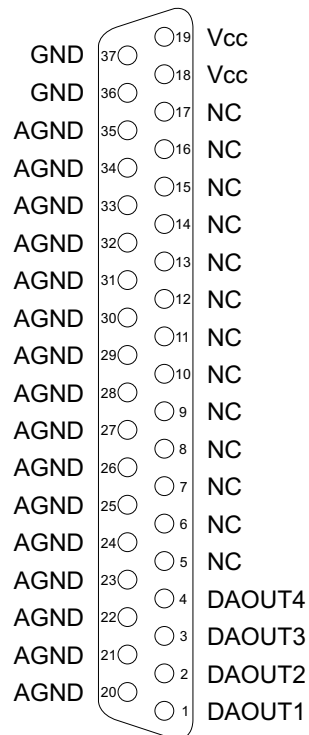 19 Vcc
GND 37
18 Vcc
GND 36
17 NC
AGND 35
16 NC
AGND 34
15 NC
AGND 33
14 NC
AGND 32
13 NC
AGND 31
12 NC
AGND 30
11 NC
AGND 29
10 NC
AGND 28
9 NC
AGND 27
8 NC
AGND 26
7 NC
AGND 25
6 NC
AGND 24
5 NC
AGND 23
4 DAOUT4
AGND 22
3 DAOUT3
AGND 21
2 DAOUT2
AGND 20
1 DAOUT1